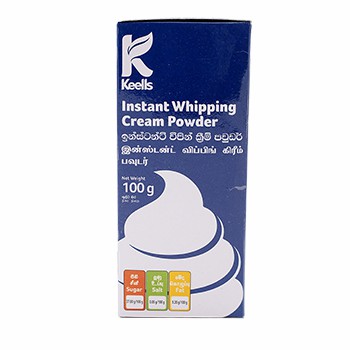 Keells
Instant Whipping
Cream Powder
ඉන්ස්ටන්ට් විපින් ක්‍රීම් පවුඩර්
இன்ஸ்டன்ட் விப்பிங் கிரீம்
பவுடர்
Net Weight
100 g
සීනි
சீனி
Sugar
ලුණු
உப்பு
Salt
මේද
கொழுப்பு
Fat